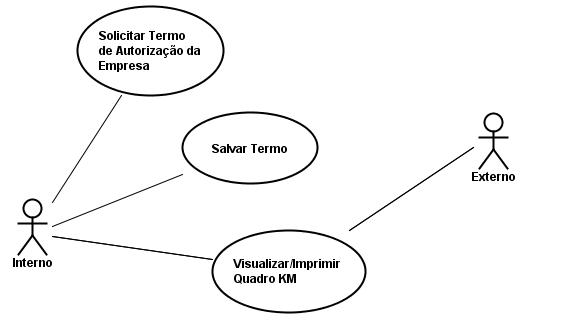 Solicitar Termo
de Autorização da
Empresa
Salvar Termo
Externo
Interno
Visualizar/Imprimir
Quadro KM